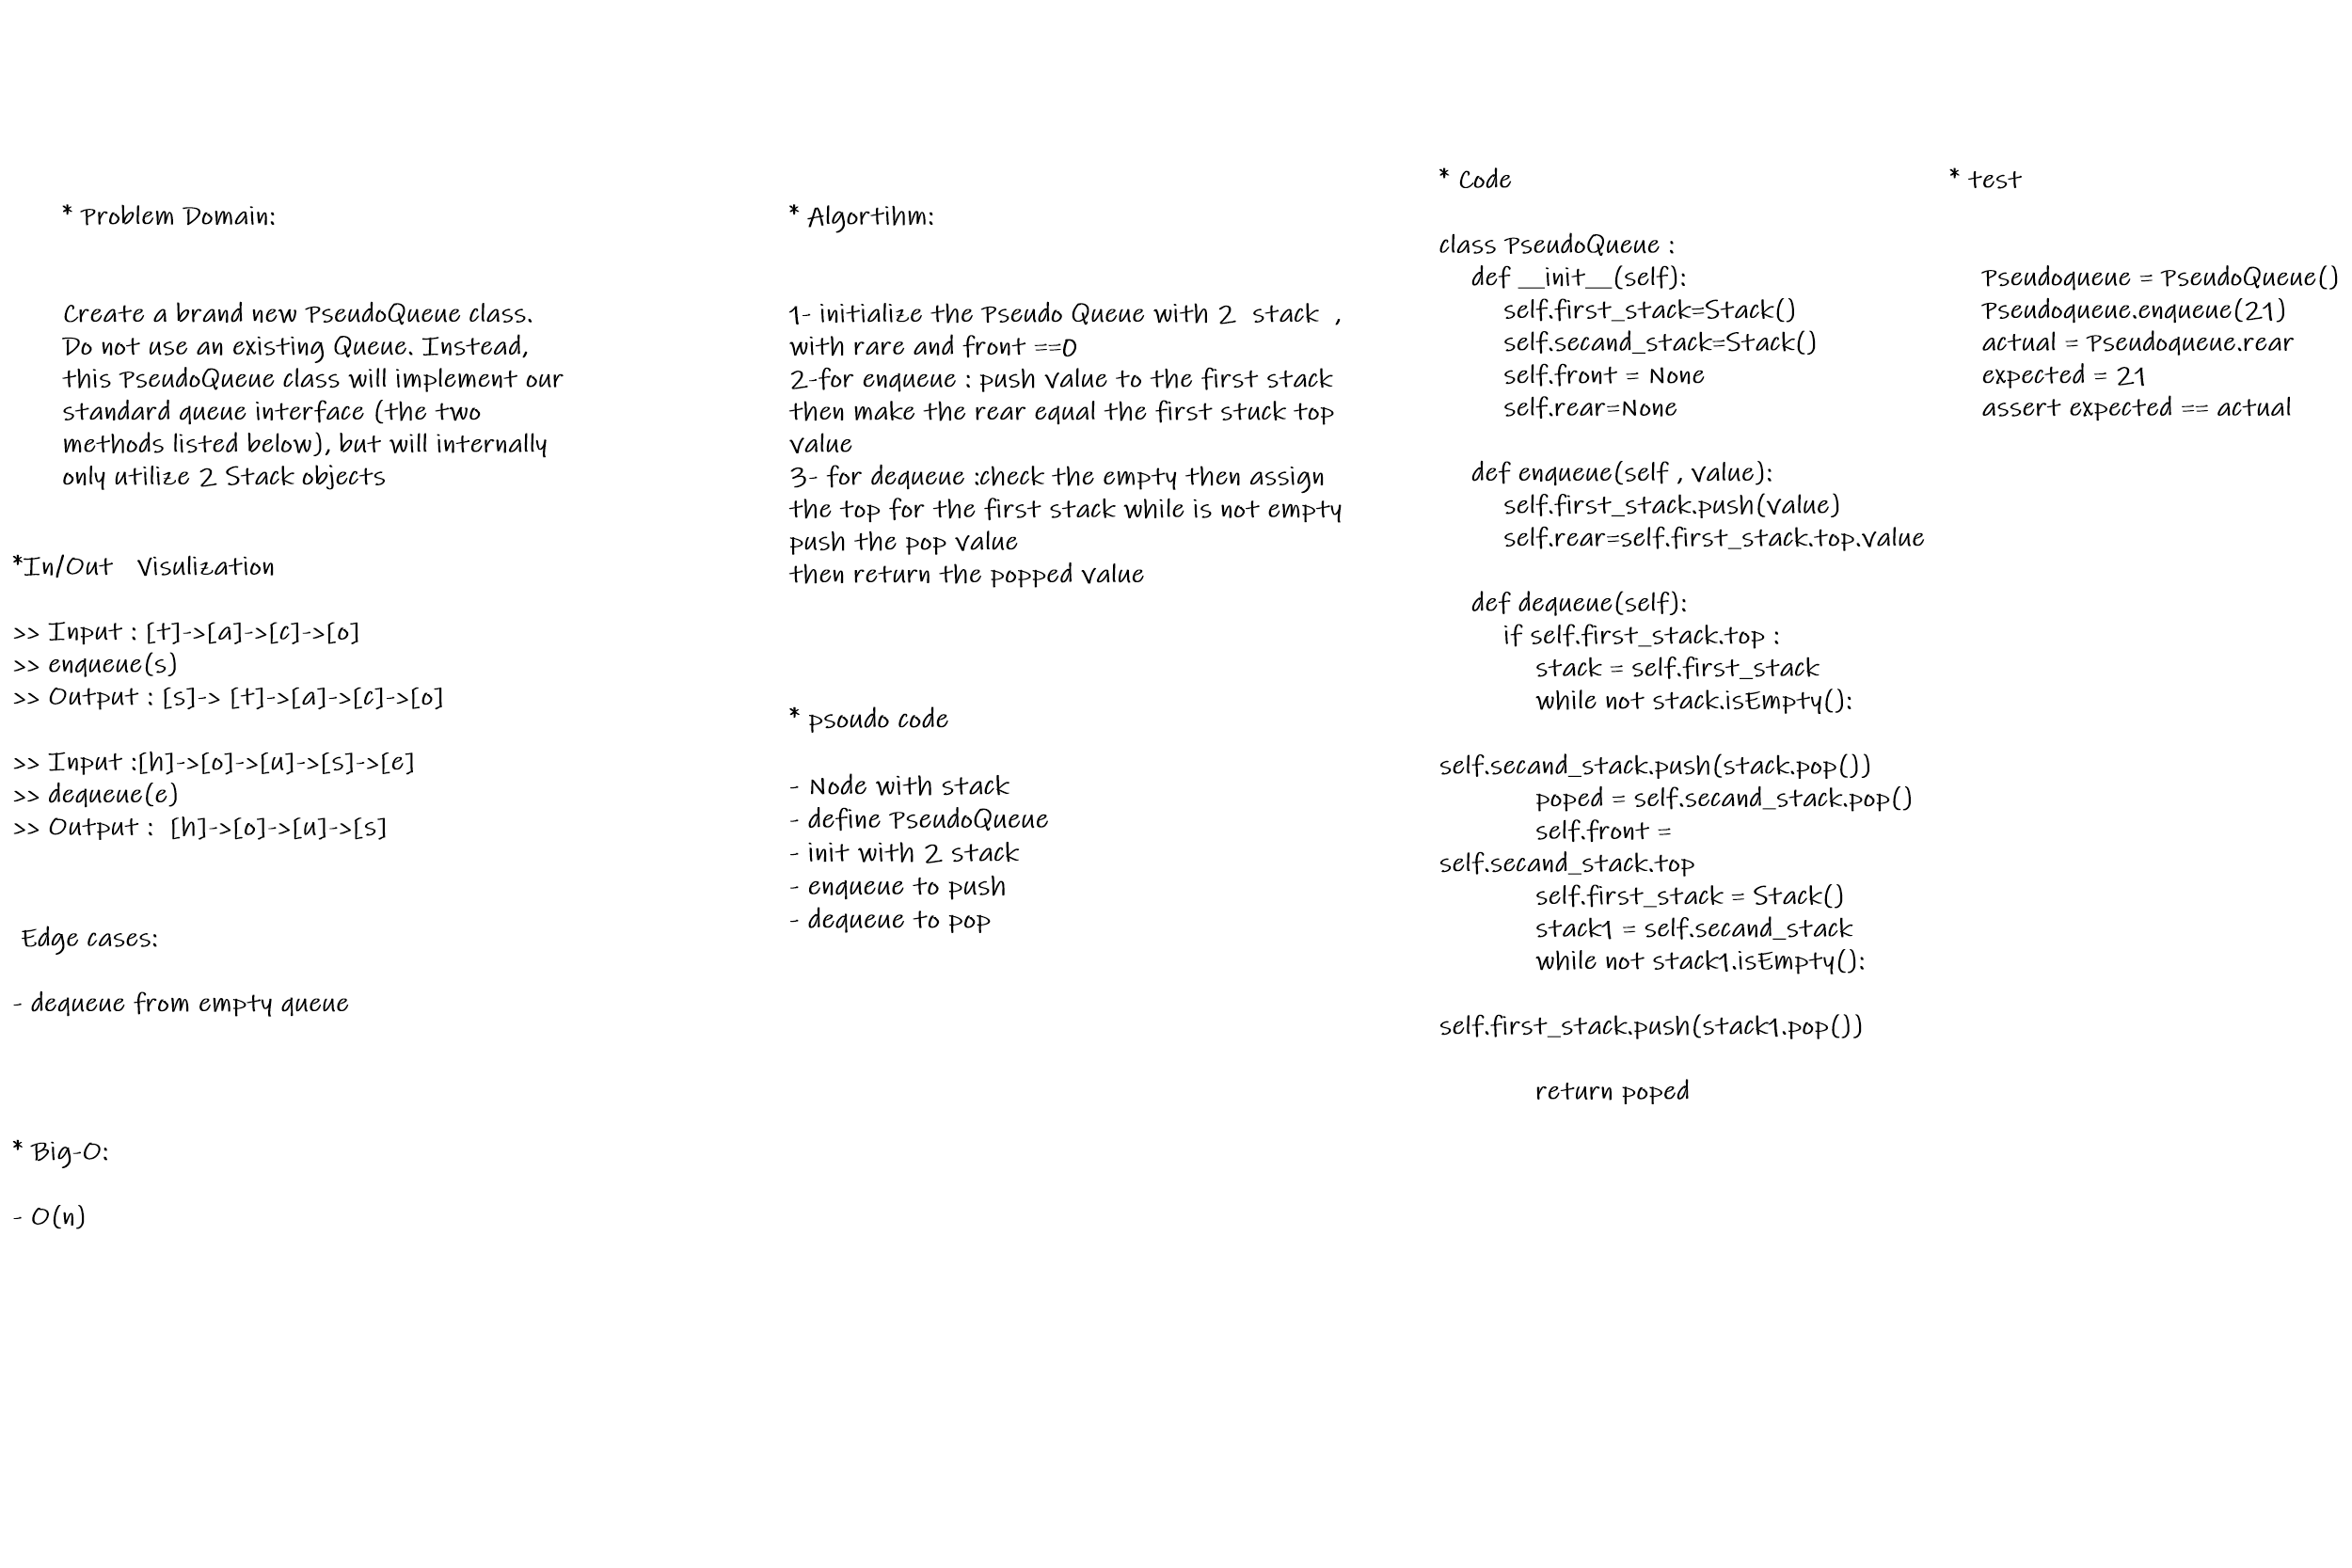 * Problem Domain:
Create a brand new PseudoQueue class.
Do not use an existing Queue. Instead,
this PseudoQueue class will implement our
standard queue interface (the two
methods listed below), but will internally
only utilize 2 Stack objects
*In/Out   Visulization
>> Input : [t]->[a]->[c]->[o]
>> enqueue(s)
>> Output : [s]-> [t]->[a]->[c]->[o]
>> Input :[h]->[o]->[u]->[s]->[e]
>> dequeue(e)
>> Output :  [h]->[o]->[u]->[s]
Edge cases:
- dequeue from empty queue
* Big-O:
- O(n)
* Algortihm:
1- initialize the Pseudo Queue with 2  stack  ,
with rare and front ==0
2-for enqueue : push value to the first stack
then make the rear equal the first stuck top
value
3- for dequeue :check the empty then assign
the top for the first stack while is not empty
push the pop value
then return the popped value
* psoudo code
- Node with stack
- define PseudoQueue
- init with 2 stack
- enqueue to push
- dequeue to pop
* Code
class PseudoQueue :
    def __init__(self):
        self.first_stack=Stack()
        self.secand_stack=Stack()
        self.front = None
        self.rear=None
    def enqueue(self , value):
        self.first_stack.push(value)
        self.rear=self.first_stack.top.value
    def dequeue(self):
        if self.first_stack.top :
            stack = self.first_stack
            while not stack.isEmpty():
self.secand_stack.push(stack.pop())
            poped = self.secand_stack.pop()
            self.front =
self.secand_stack.top
            self.first_stack = Stack()
            stack1 = self.secand_stack
            while not stack1.isEmpty():
self.first_stack.push(stack1.pop())
            return poped
* test
Pseudoqueue = PseudoQueue()
Pseudoqueue.enqueue(21)
actual = Pseudoqueue.rear
expected = 21
assert expected == actual